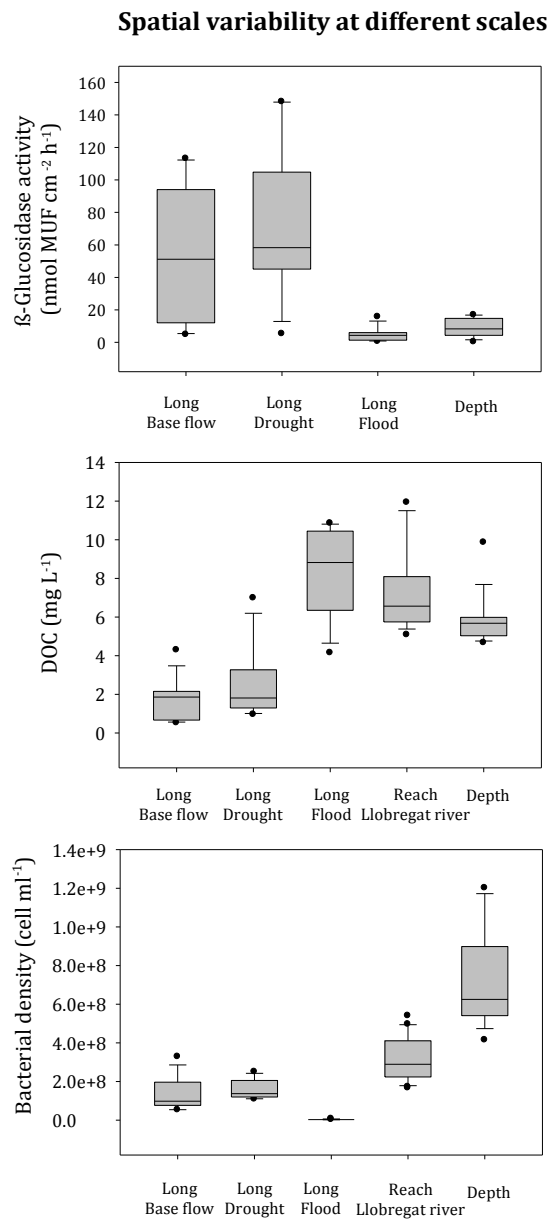 Spatial variability at different scales
ß-Glucosidase activity
(nmol MUF cm-2 h-1)
160
140
120
100
80
60
40
20
0
Long
Base flow
Long
Drought
Long
Flood
Depth
DOC (mg L-1)
14
12
10
8
6
4
2
0
Long
Base flow
Long
Drought
Long
Flood
Reach
Llobregat river
Depth
Bacterial density (cell ml-1)
1.4e+9
1.2e+9
1.0e+9
8.0e+8
6.0e+8
4.0e+8
2.0e+8
0.0
Long
Base flow
Long
Drought
Long
Flood
Reach
Llobregat river
Depth